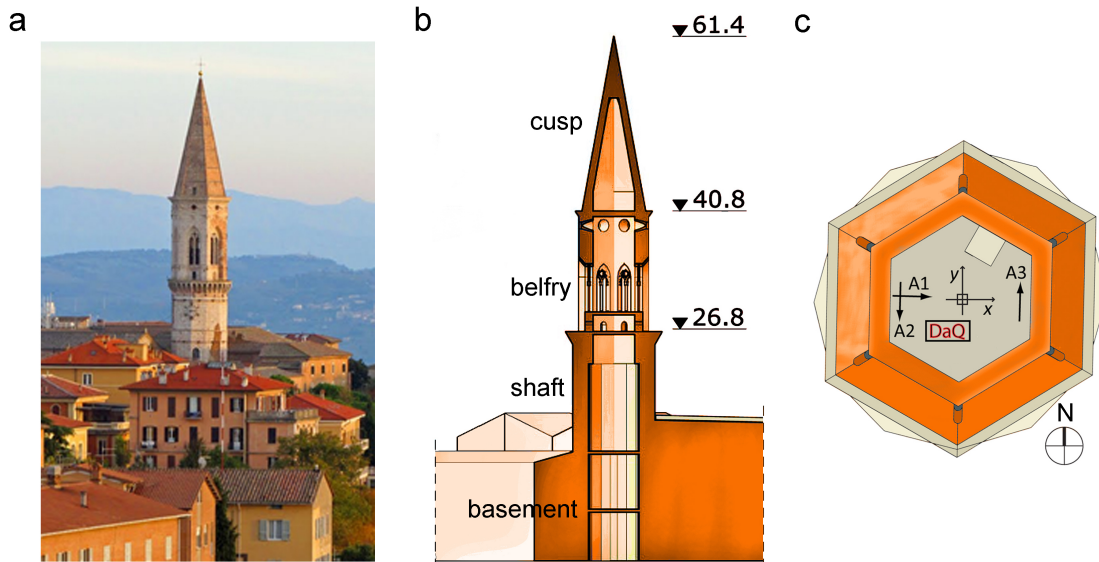 a
b
c
61.4
cusp
40.8
belfry
26.8
shaft
basement
y
A1
A3
x
A2
DaQ
N